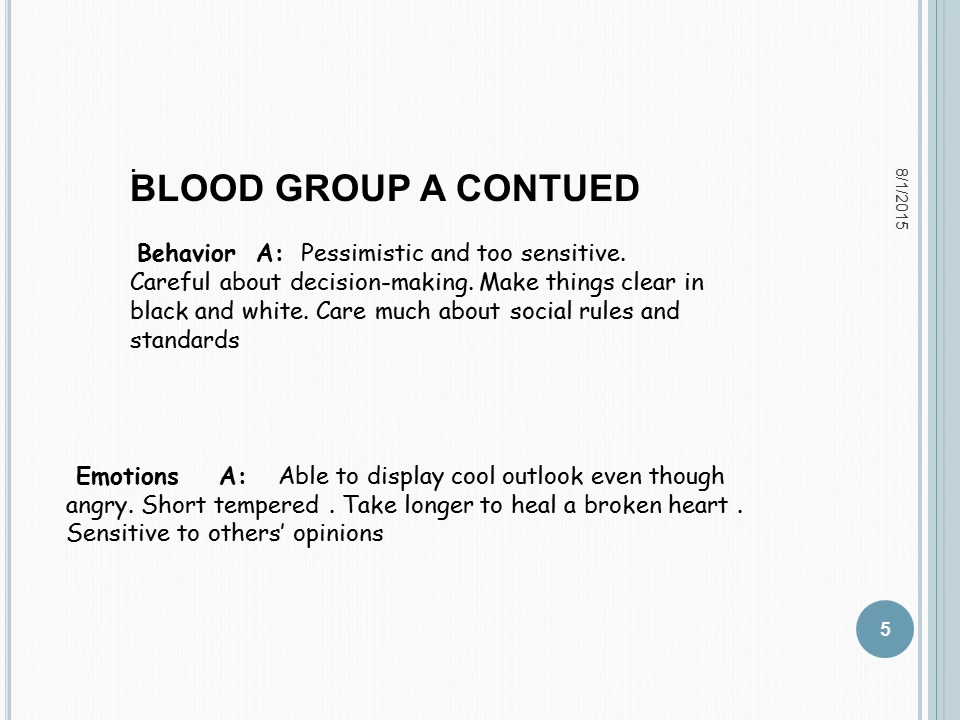 .
BLOOD GROUP A CONTUED
8/1/2015
Behavior A: Pessimistic and too sensitive.
Careful about decision-making. Make things clear in
black and white. Care much about social rules and
standards
Emotions A: Able to display cool outlook even though
angry. Short tempered . Take longer to heal a broken heart .
Sensitive to others’ opinions
5